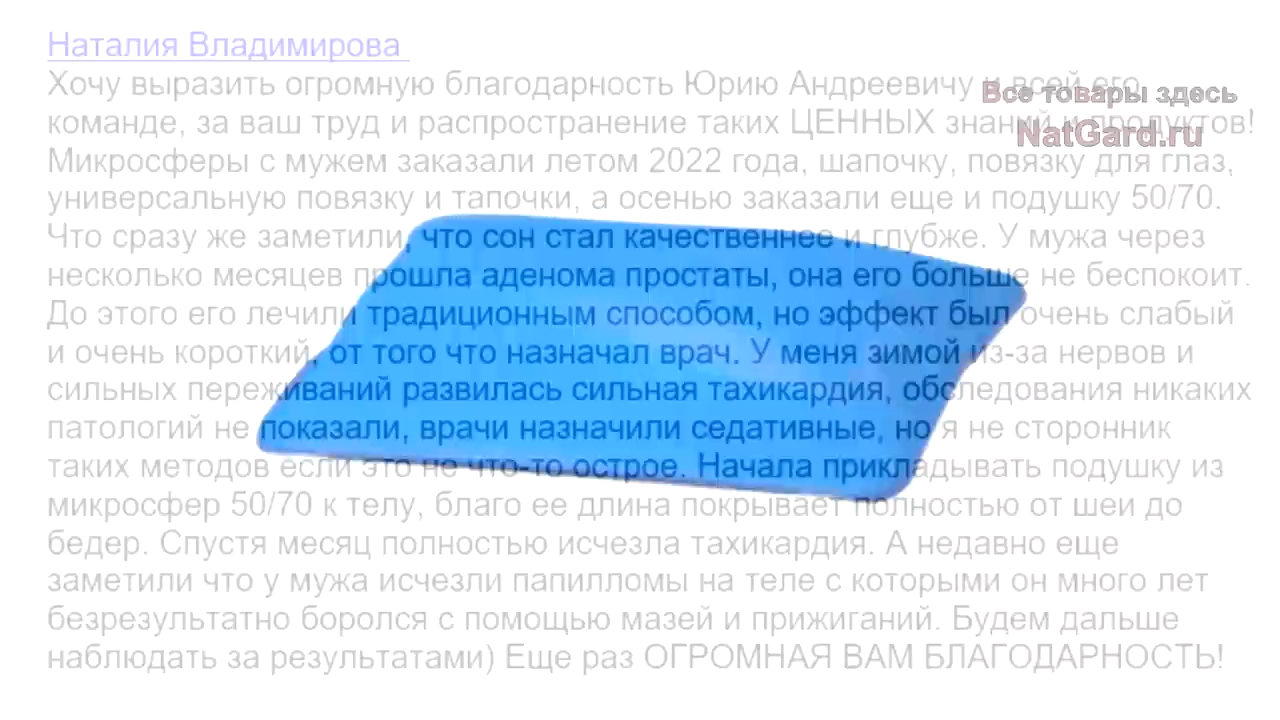 Наталия Владимирова
Хочу выразить огромную благодарность Юрию Андреевичу и всей его
Все товары здесь
команде, за ваш труд и распространение таких ЦЕННЫХ знаний и продуктов!
NatGard.ru
Микросферы с мужем заказали летом 2022 года, шапочку, повязку для глаз,
универсальную повязку и тапочки, а осенью заказали еще и подушку 50/70.
Что сразу же заметили, что сон стал качественнее и глубже. У мужа через
несколько месяцев прошла аденома простаты, она его больше не беспокоит.
До этого его лечили традиционным способом, но эффект был очень слабый
и очень короткий, от того что назначал врач. У меня зимой из-за нервов и
сильных переживаний развилась сильная тахикардия, обследования никаких
патологий не показали, врачи назначили седативные, но я не сторонник
таких методов если это не что-то острое. Начала прикладывать подушку из
микросфер 50/70 к телу, благо ее длина покрывает полностью от шеи до
бедер. Спустя месяц полностью исчезла тахикардия. А недавно еще
заметили что у мужа исчезли папилломы на теле с которыми он много лет
безрезультатно боролся с помощью мазей и прижиганий. Будем дальше
наблюдать за результатами) Еще раз ОГРОМНАЯ ВАМ БЛАГОДАРНОСТЬ!